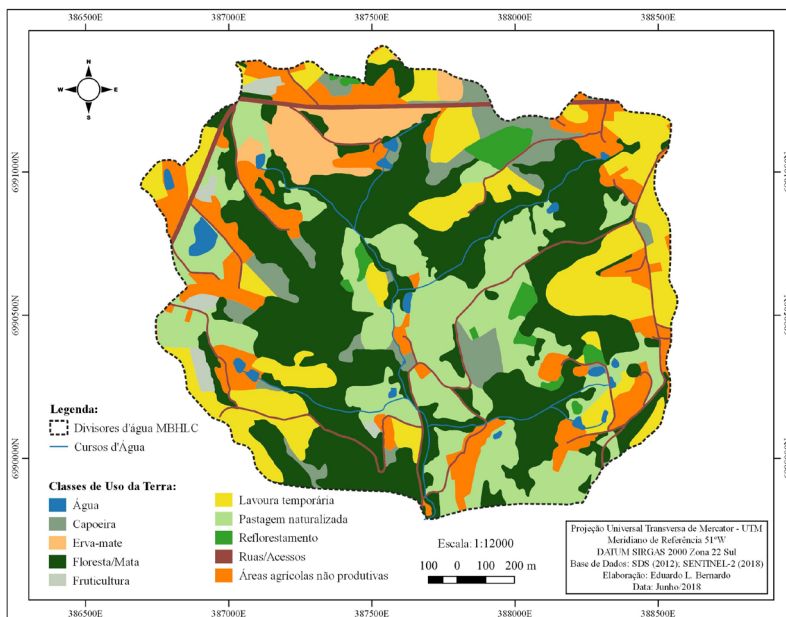 386500E 387000E 387500E 388000E 388500E
N
W E
S
6991000N 6991000N
6990500N 6990500N
6990000N 6990000N
Legenda:
Divisores d'água MBHLC
Cursos d'Água
Classes de Uso da Terra:
Água
Capoeira
Erva-mate
Floresta/Mata
Fruticultura
Lavoura temporária
Pastagem naturalizada
Reflorestamento
Ruas/Acessos
Áreas agrícolas não produtivas
Escala: 1:12000
100 0 100 200 m
Projeção Universal Transversa de Mercator - UTM
Meridiano de Referência 51°W
DATUM SIRGAS 2000 Zona 22 Sul
Base de Dados: SDS (2012); SENTINEL-2 (2018)
Elaboração: Eduardo L. Bernardo
Data: Junho/2018
386500E 387000E 387500E 388000E 388500E